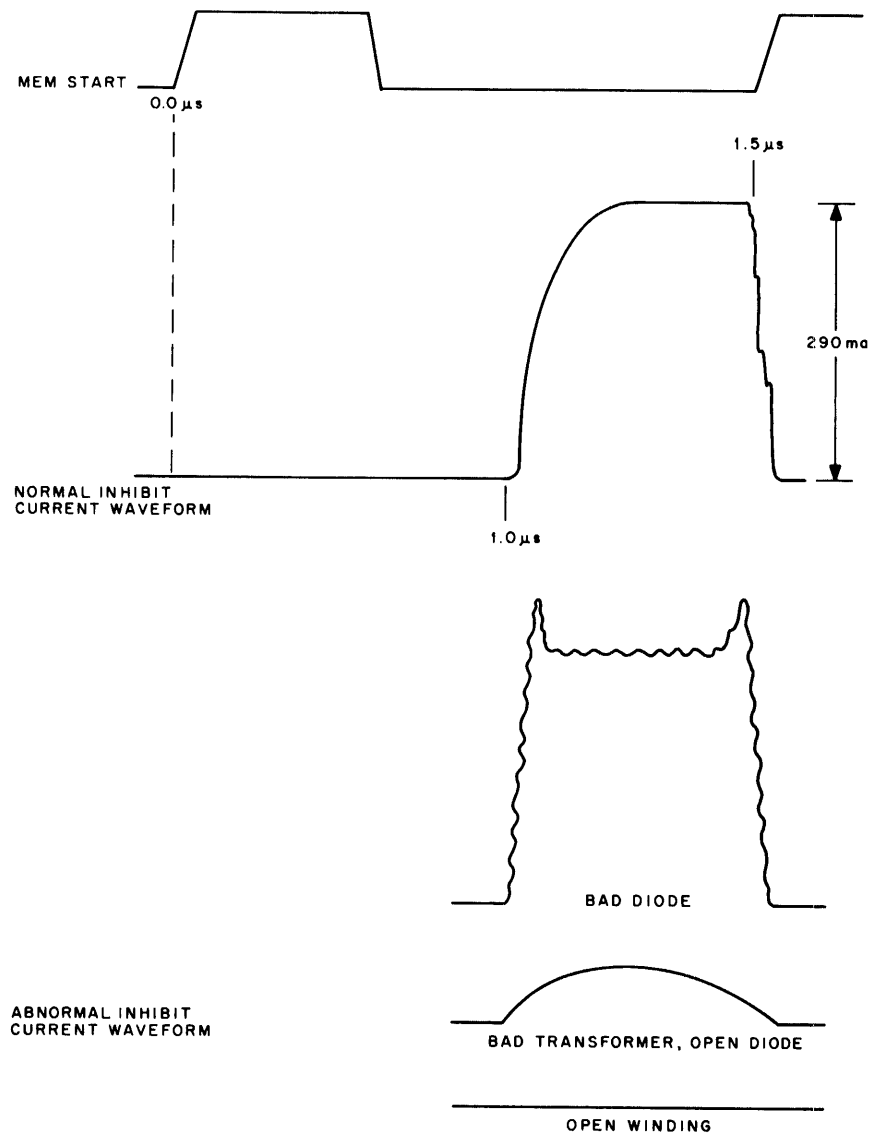 MEM START
0.0 μs
1.5 μs
290 ma
NORMAL INHIBIT
CURRENT WAVEFORM
1.0 μs
BAD DIODE
ABNORMAL INHIBIT
CURRENT WAVEFORM
BAD TRANSFORMER, OPEN DIODE
OPEN WINDING